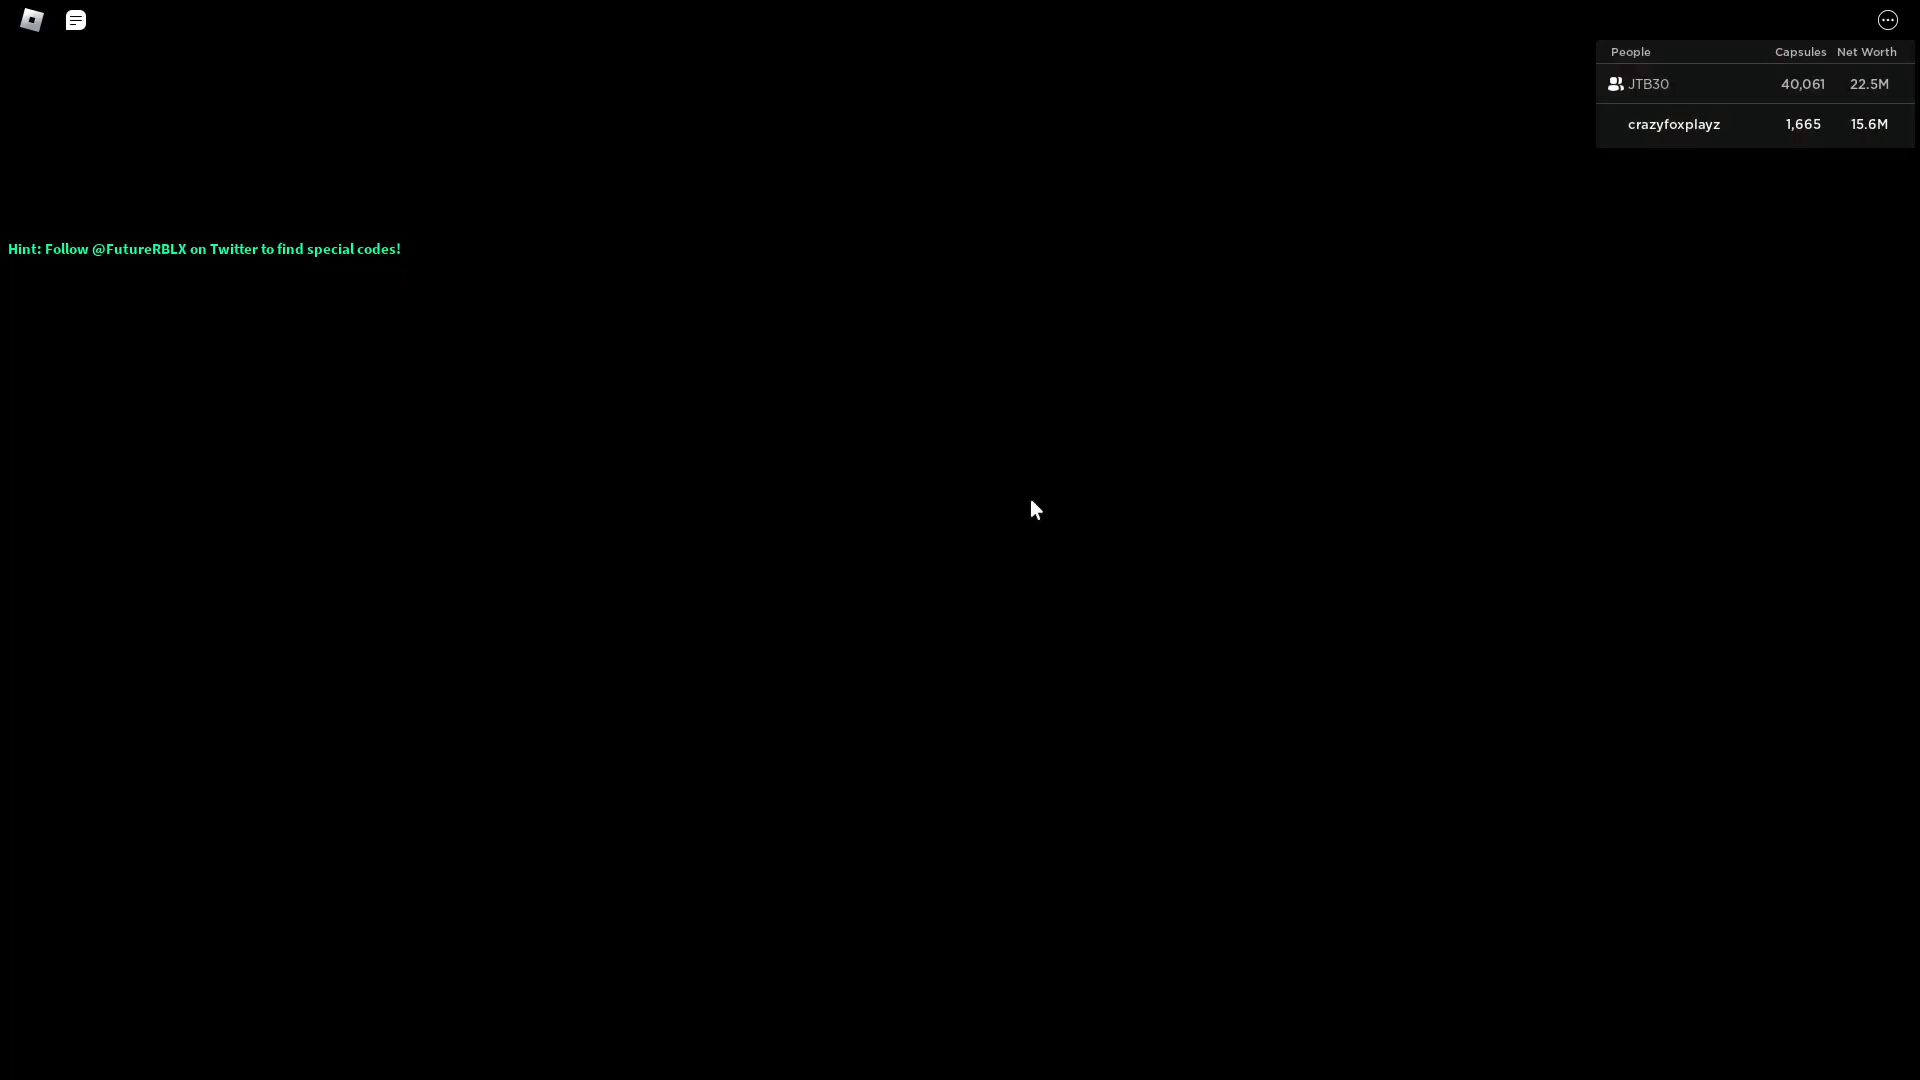 People Capsules Net Worth
JTB30 40,061 22.5M
crazyfoxplayz 1,665 15.6M
Hint: Follow @FutureRBLX on Twitter to find special codes!